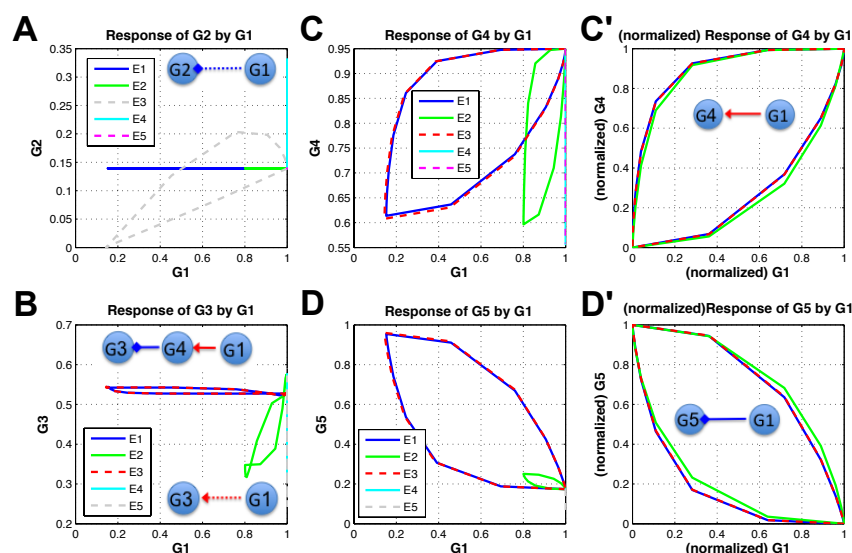 A Response of G2 by G1
0.35
0.3
0.25
0.2
0.15
0.1
0.05
0
G2
E1
E2
E3
E4
E5
G2 G1
0 0.2 0.4 0.6 0.8 1
G1
C Response of G4 by G1
0.95
0.9
0.85
0.8
0.75
0.7
0.65
0.6
0.55
G4
E1
E2
E3
E4
E5
0 0.2 0.4 0.6 0.8 1
G1
C' (normalized) Response of G4 by G1
1
0.8
0.6
0.4
0.2
0
(normalized) G4
G4 G1
0 0.2 0.4 0.6 0.8 1
(normalized) G1
B Response of G3 by G1
0.7
0.6
0.5
0.4
0.3
0.2
G3
G3 G4 G1
E1
E2
E3
E4
E5
G3 G1
0 0.2 0.4 0.6 0.8 1
G1
D Response of G5 by G1
1
0.8
0.6
0.4
0.2
0
G5
E1
E2
E3
E4
E5
0 0.2 0.4 0.6 0.8 1
G1
D' (normalized)Response of G5 by G1
1
0.8
0.6
0.4
0.2
0
(normalized) G5
G5 G1
0 0.2 0.4 0.6 0.8 1
(normalized) G1